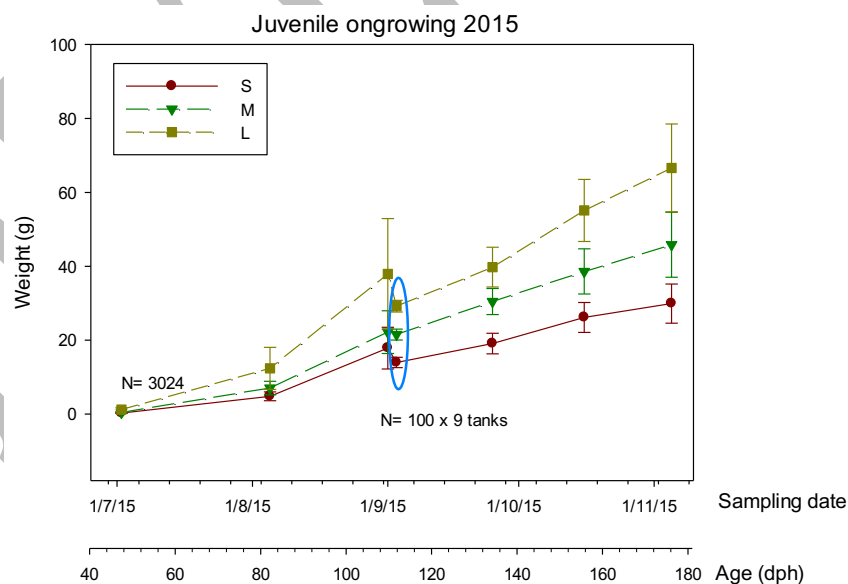 Juvenile ongrowing 2015
100
80
60
40
20
0
Weight (g)
S
M
L
N= 3024
N= 100 x 9 tanks
1/7/15 1/8/15 1/9/15 1/10/15 1/11/15 Sampling date
40 60 80 100 120 140 160 180 Age (dph)